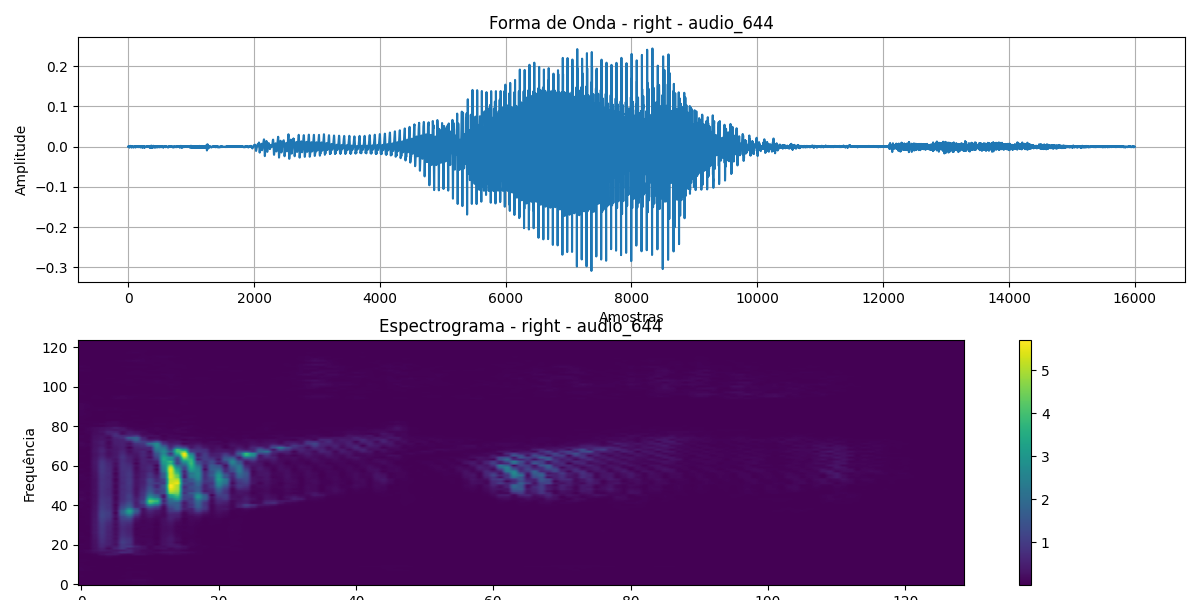 Forma de Onda - right - audio_644
Amplitude
0.2
0.1
0.0
−0.1
−0.2
−0.3
0 2000 4000 6000 8000 10000 12000 14000 16000
Amostras
Espectrograma - right - audio_644
Frequência
120
100
80
60
40
20
0
0 20 40 60 80 100 120
5
4
3
2
1